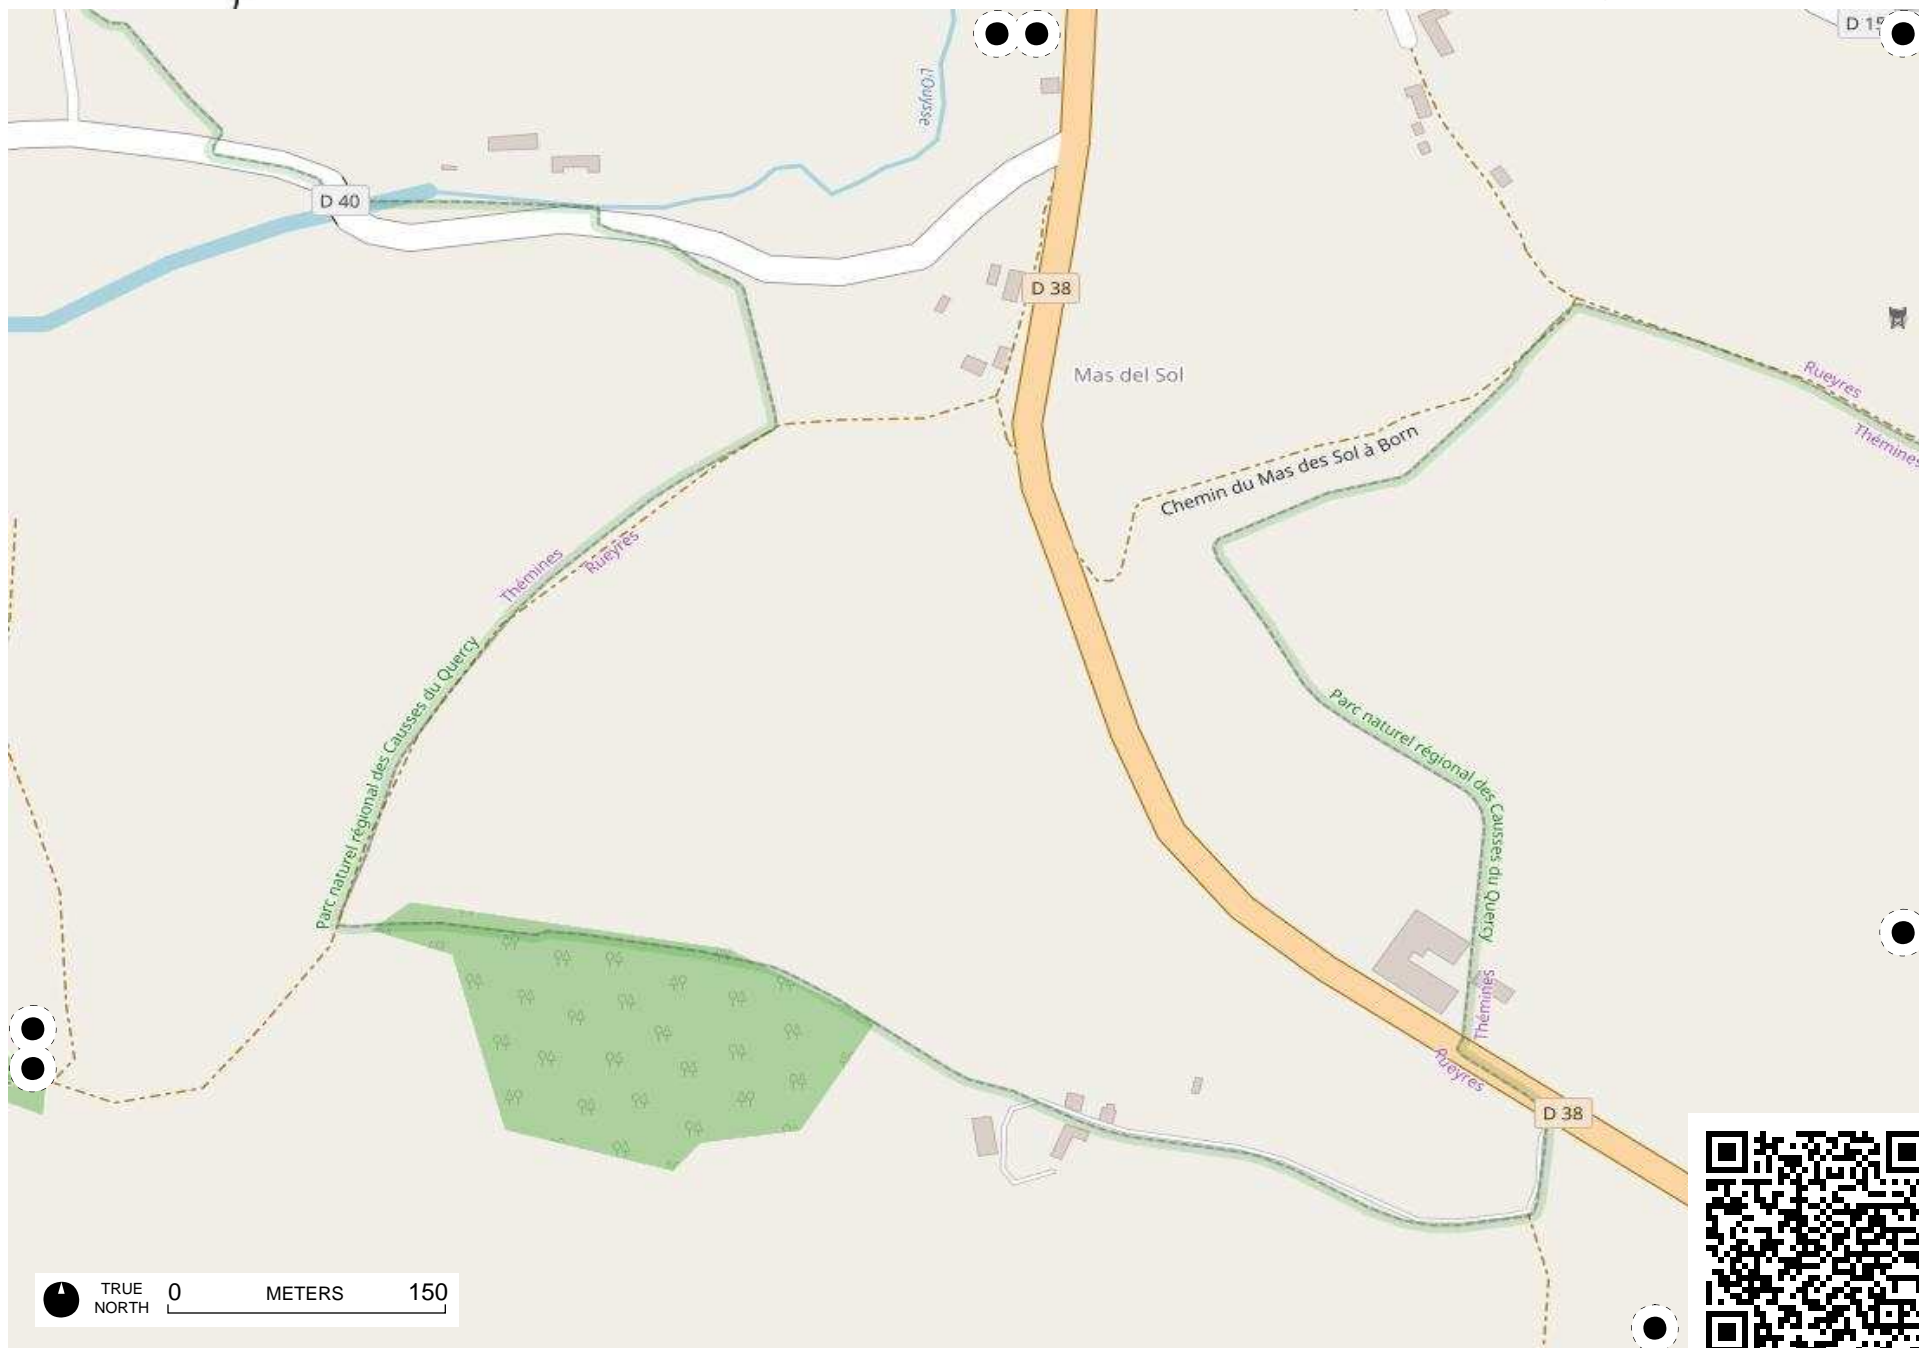 D 15
L'Ouysse
D 40
D 38
Mas del Sol
Rueyres
Thémines
Chemin du Mas des Sol à Born
Thémines
Rueyres
Parc naturel régional des Causses du Quercy
Parc naturel régional des Causses du Quercy
Thémines
Rueyres
D 38
TRUE NORTH
0 METERS 150